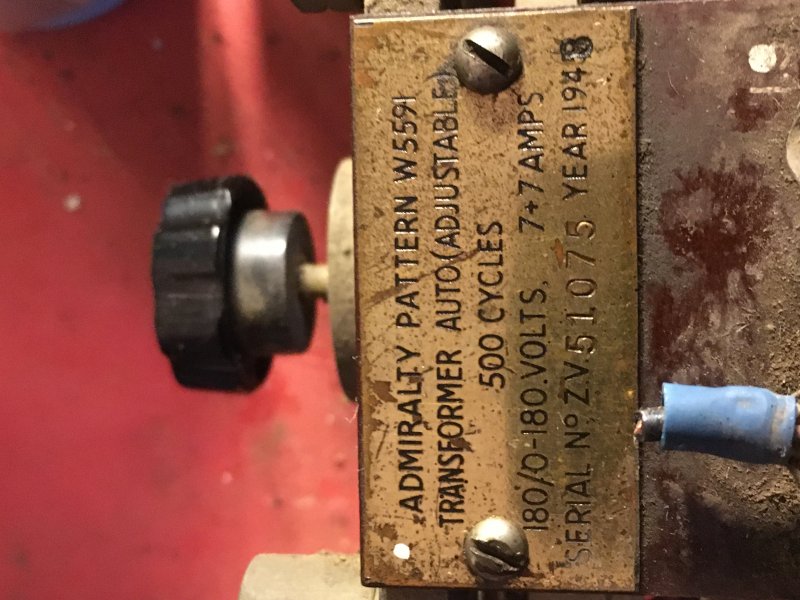 ADMIRALTY PATTERN W5591
TRANSFORMER AUTO (ADJUSTABLE)
500 CYCLES
180/0-180.VOLTS. 7+7 AMPS
SERIAL No ZV51075 YEAR 1948